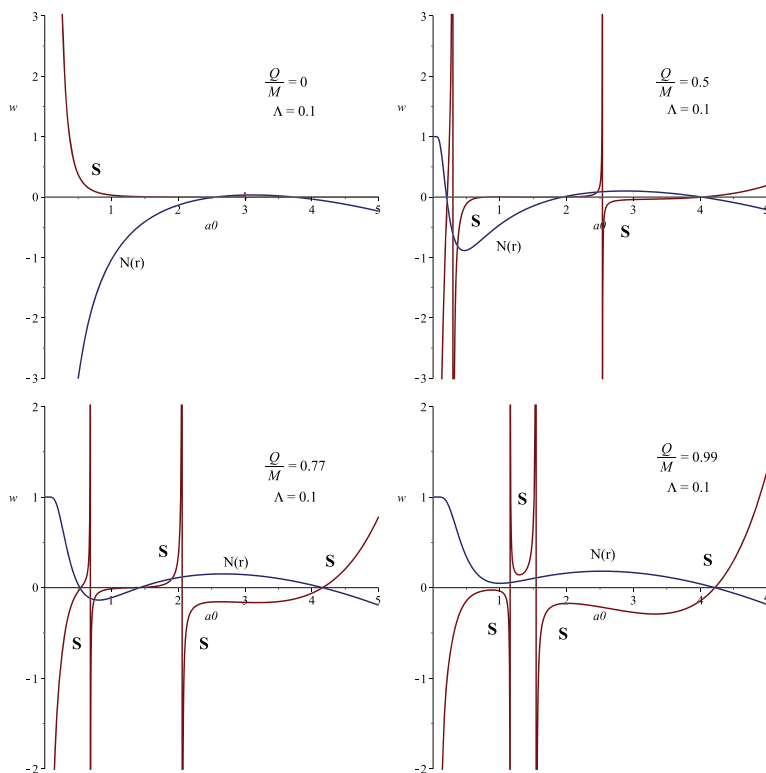 3
2
1
0
-1
-2
-3
w
1
2
3
4
5
a0
S
N(r)
Q/M = 0
Λ = 0.1
3
2
1
0
-1
-2
-3
w
1
2
3
4
5
a0
S
S
N(r)
Q/M = 0.5
Λ = 0.1
2
1
0
-1
-2
w
1
2
3
4
5
a0
S
S
S
S
N(r)
Q/M = 0.77
Λ = 0.1
2
1
0
-1
-2
w
1
2
3
4
5
a0
S
S
S
S
N(r)
Q/M = 0.99
Λ = 0.1